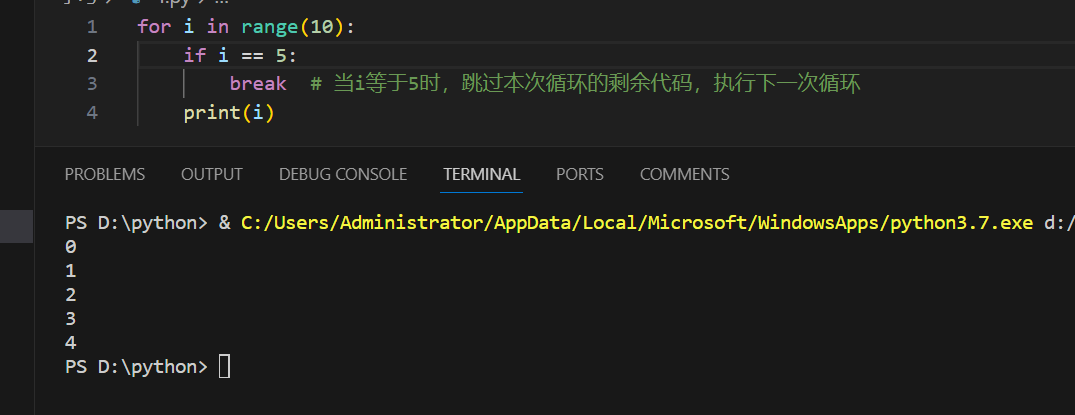 1 for i in range(10):
2 if i == 5:
3 break # 当i等于5时，跳过本次循环的剩余代码，执行下一次循环
4 print(i)
PROBLEMS OUTPUT DEBUG CONSOLE TERMINAL PORTS COMMENTS
PS D:\python> & C:/Users/Administrator/AppData/Local/Microsoft/WindowsApps/python3.7.exe d:/
0
1
2
3
4
PS D:\python>